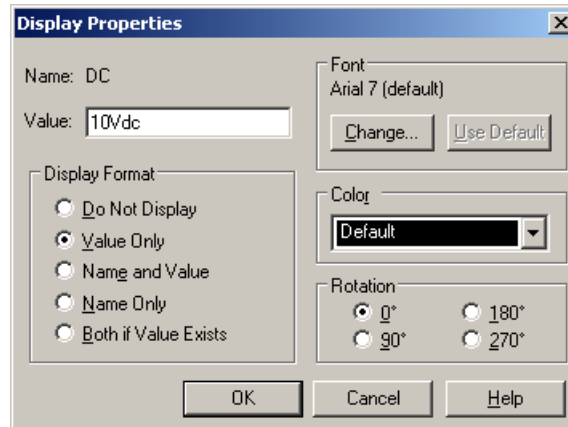 Display Properties
Name: DC
Value: 10Vdc
Display Format
Do Not Display
Value Only
Name and Value
Name Only
Both if Value Exists
Font
Arial 7 (default)
Change... Use Default
Color
Default
Rotation
0° 180°
90° 270°
OK Cancel Help